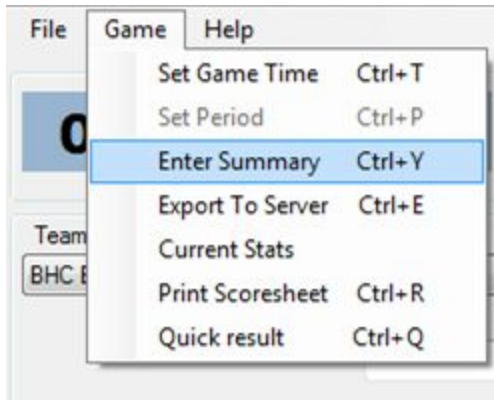 File Game Help
Set Game Time Ctrl+T
0
Set Period Ctrl+P
Enter Summary Ctrl+Y
Export To Server Ctrl+E
Team
Current Stats
BHC
Print Scoresheet Ctrl+R
Quick result Ctrl+Q